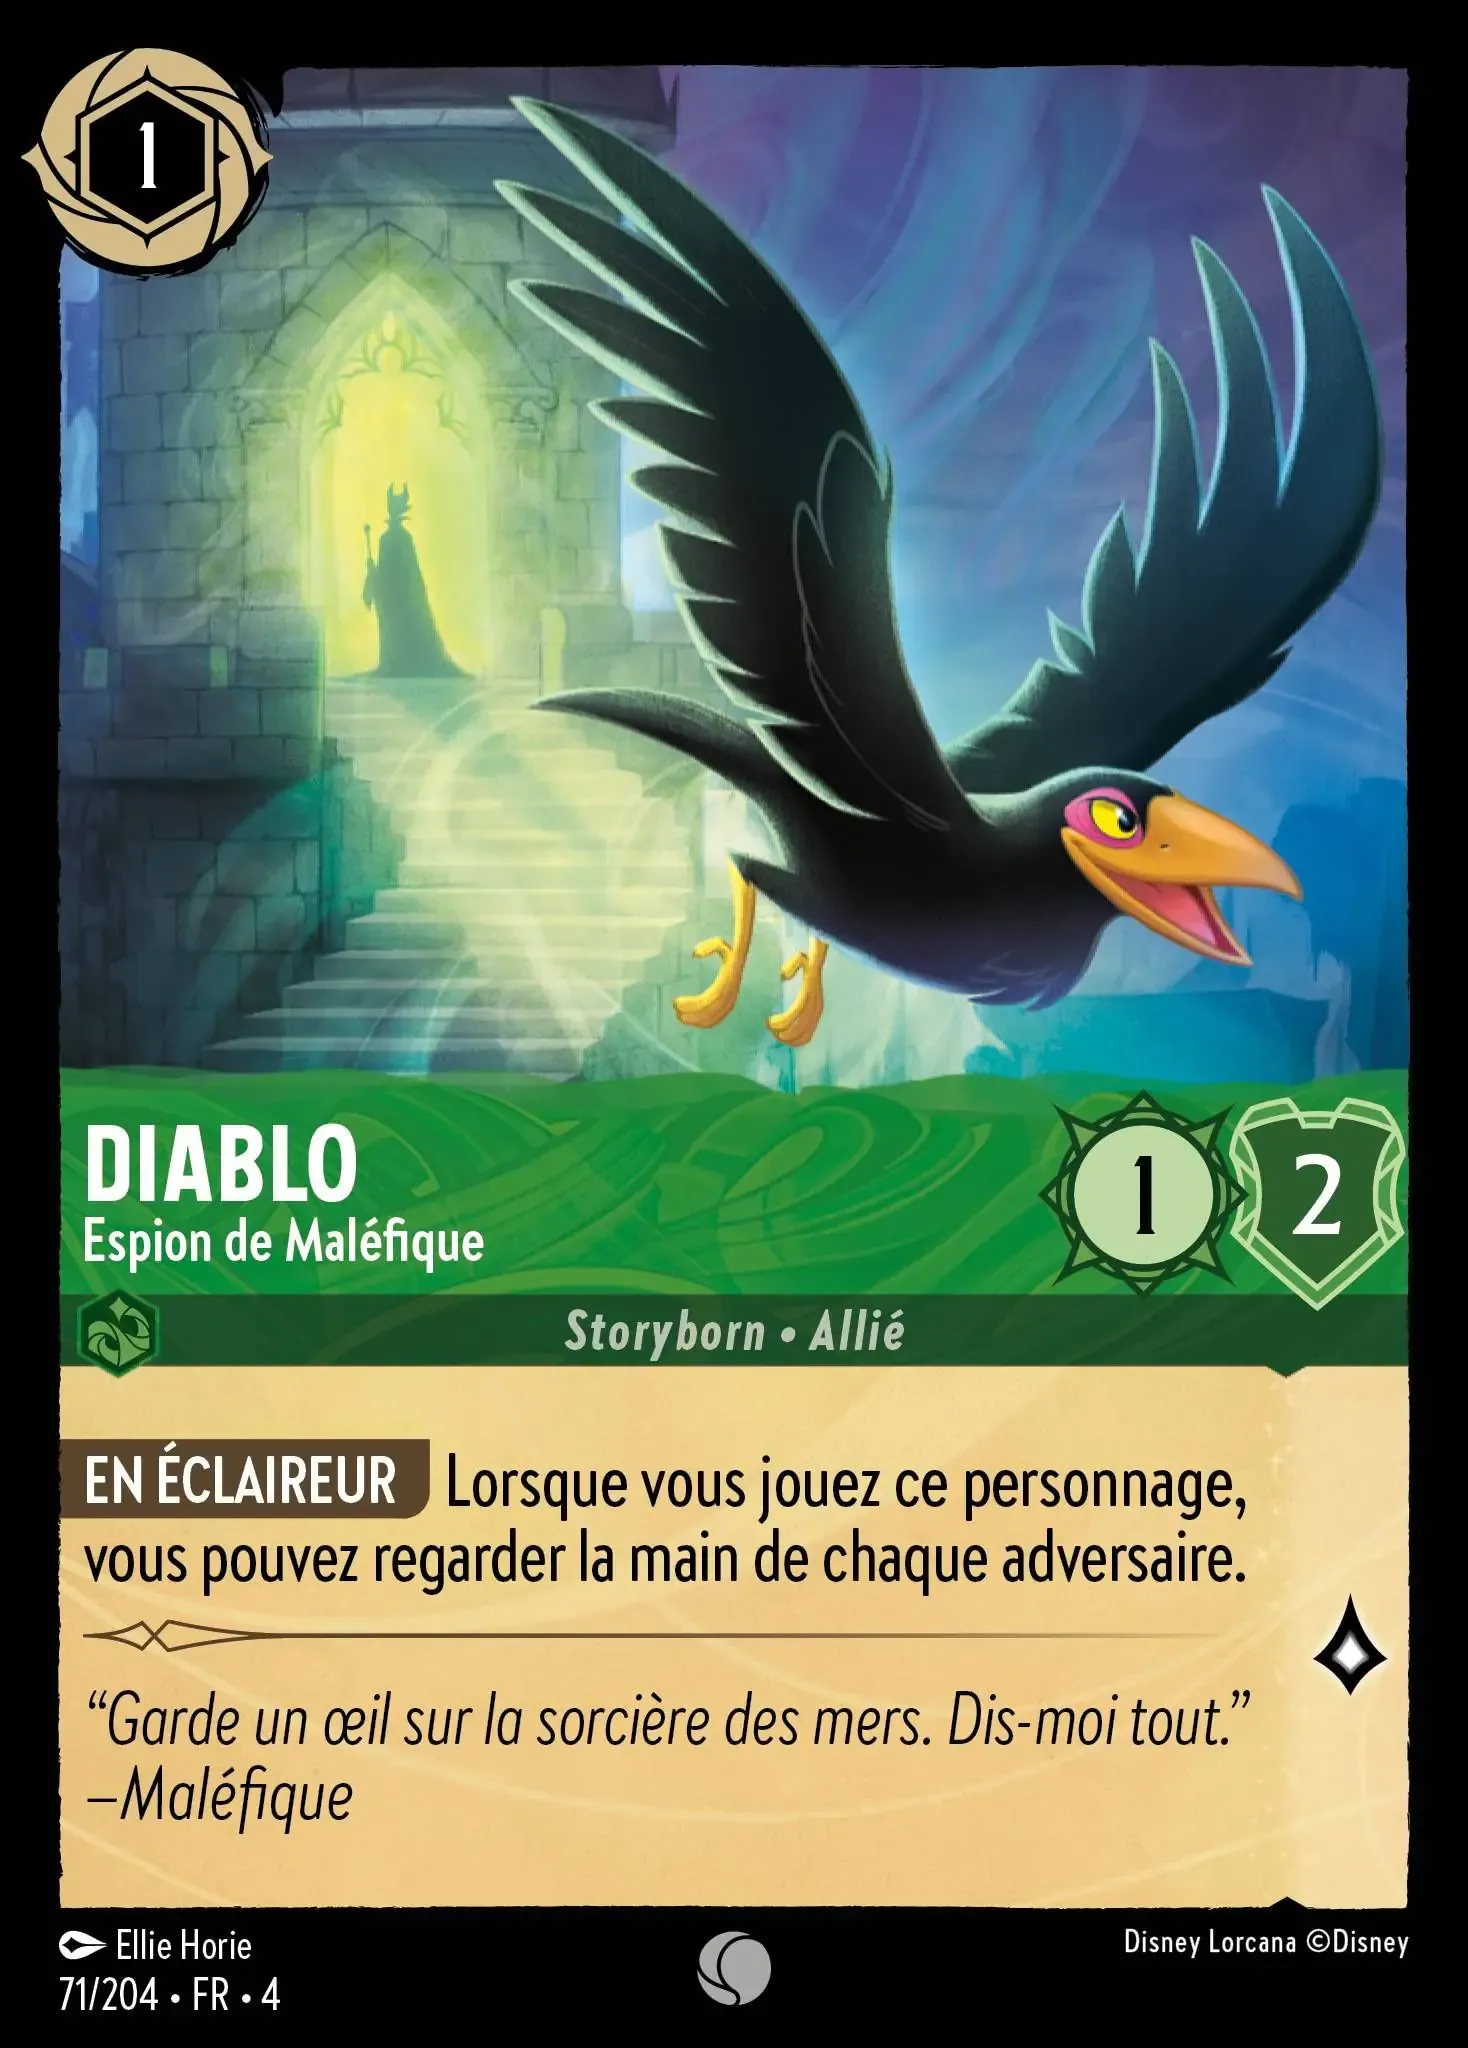 1
DIABLO
Espion de Maléfique
1
2
Storyborn • Allié
EN ÉCLAIREUR Lorsque vous jouez ce personnage,
vous pouvez regarder la main de chaque adversaire.
“Garde un œil sur la sorcière des mers. Dis-moi tout.”
–Maléfique
Ellie Horie
Disney Lorcana ©Disney
71/204 • FR • 4